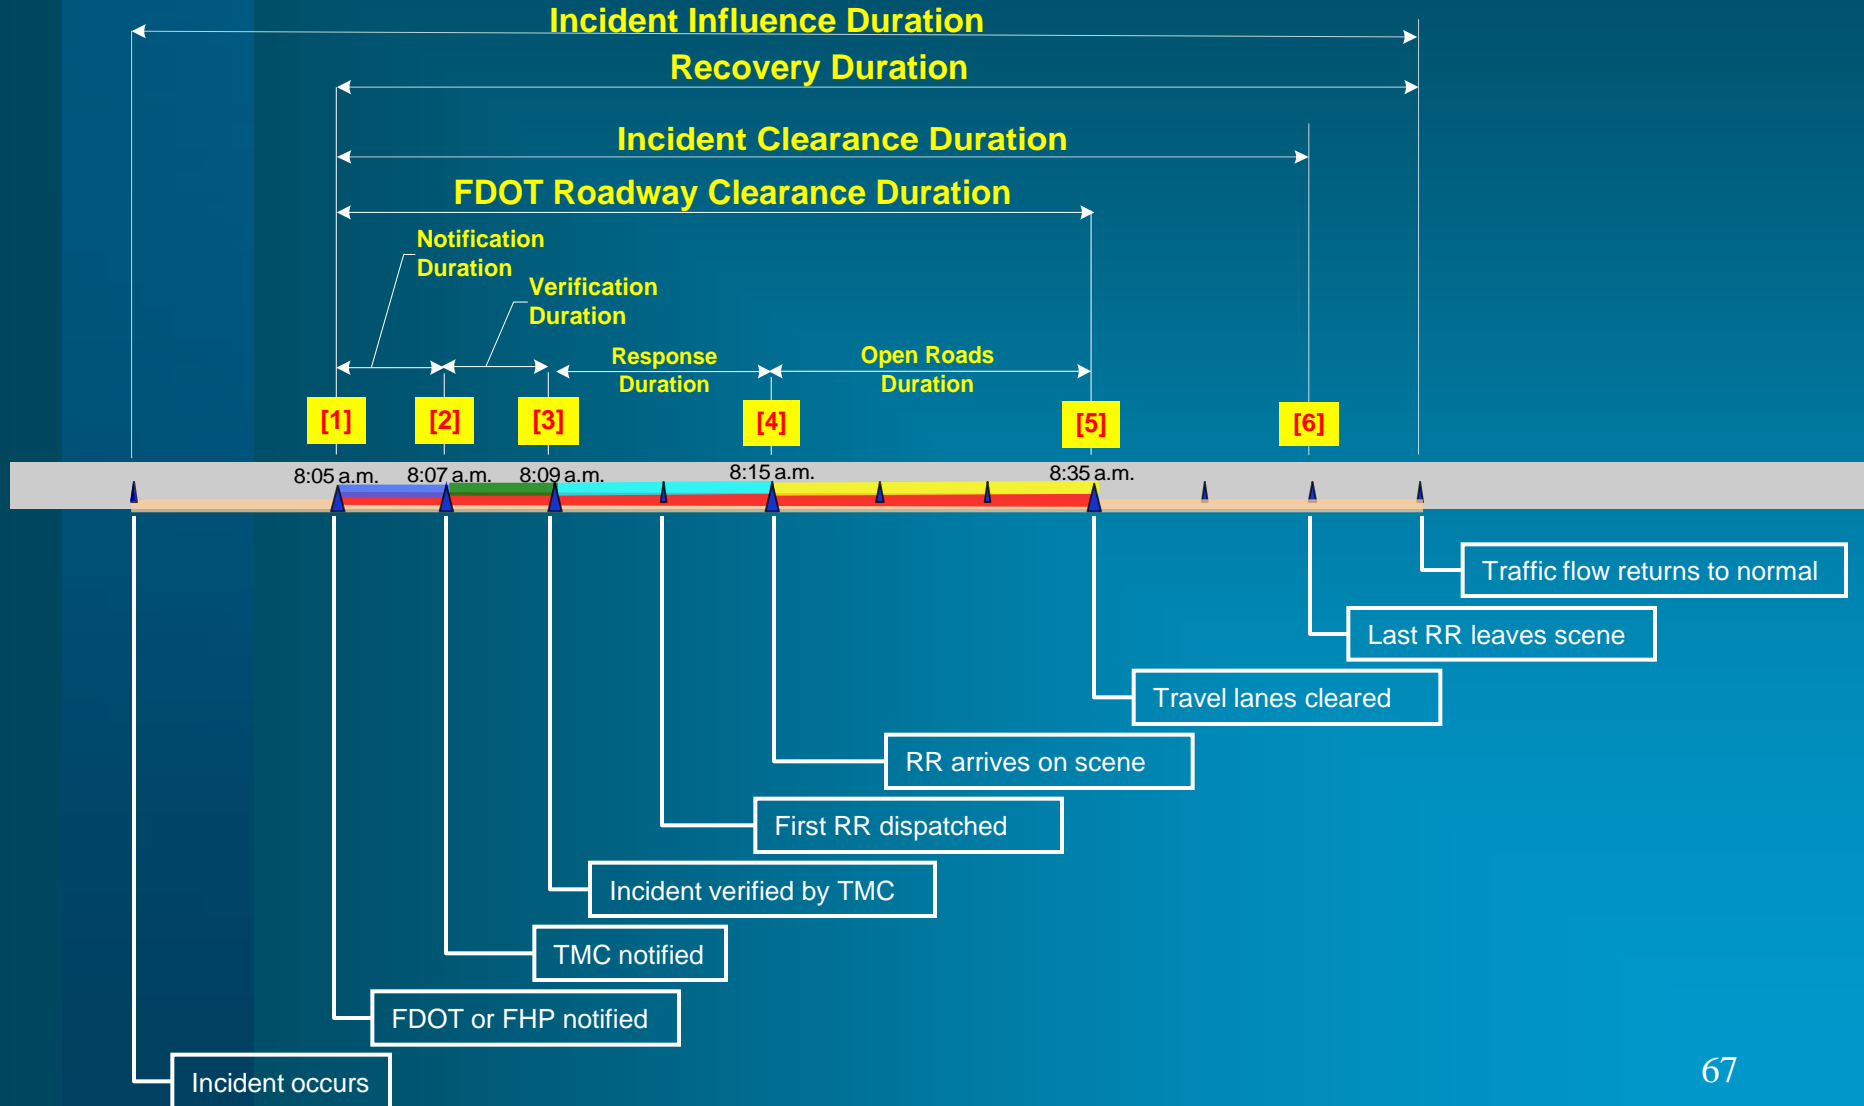 Incident Influence Duration
Recovery Duration
Incident Clearance Duration
FDOT Roadway Clearance Duration
Notification
Duration
Verification
Duration
Response
Duration
Open Roads
Duration
[1]
[2]
[3]
[4]
[5]
[6]
8:05 a.m.
8:07 a.m.
8:09 a.m.
8:15 a.m.
8:35 a.m.
Traffic flow returns to normal
Last RR leaves scene
Travel lanes cleared
RR arrives on scene
First RR dispatched
Incident verified by TMC
TMC notified
FDOT or FHP notified
Incident occurs
67